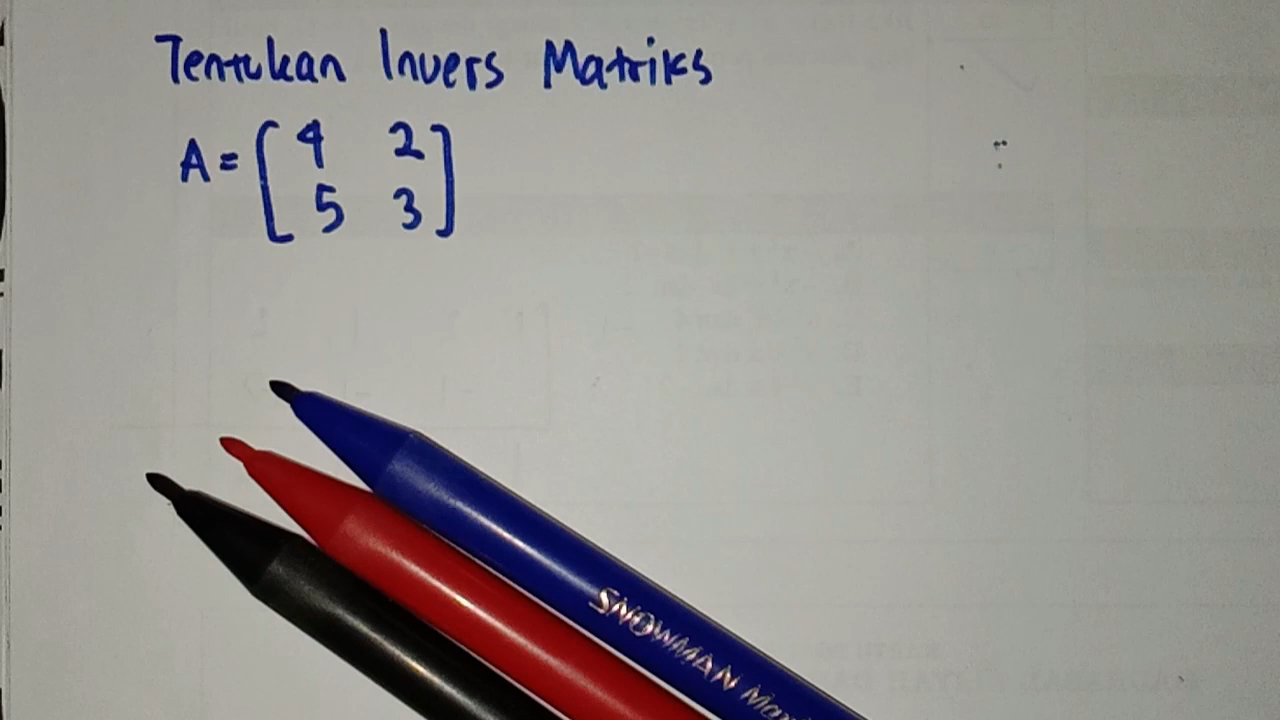 Tentukan Invers Matriks
A = [ 4 2
5 3 ]
SNOWMAN